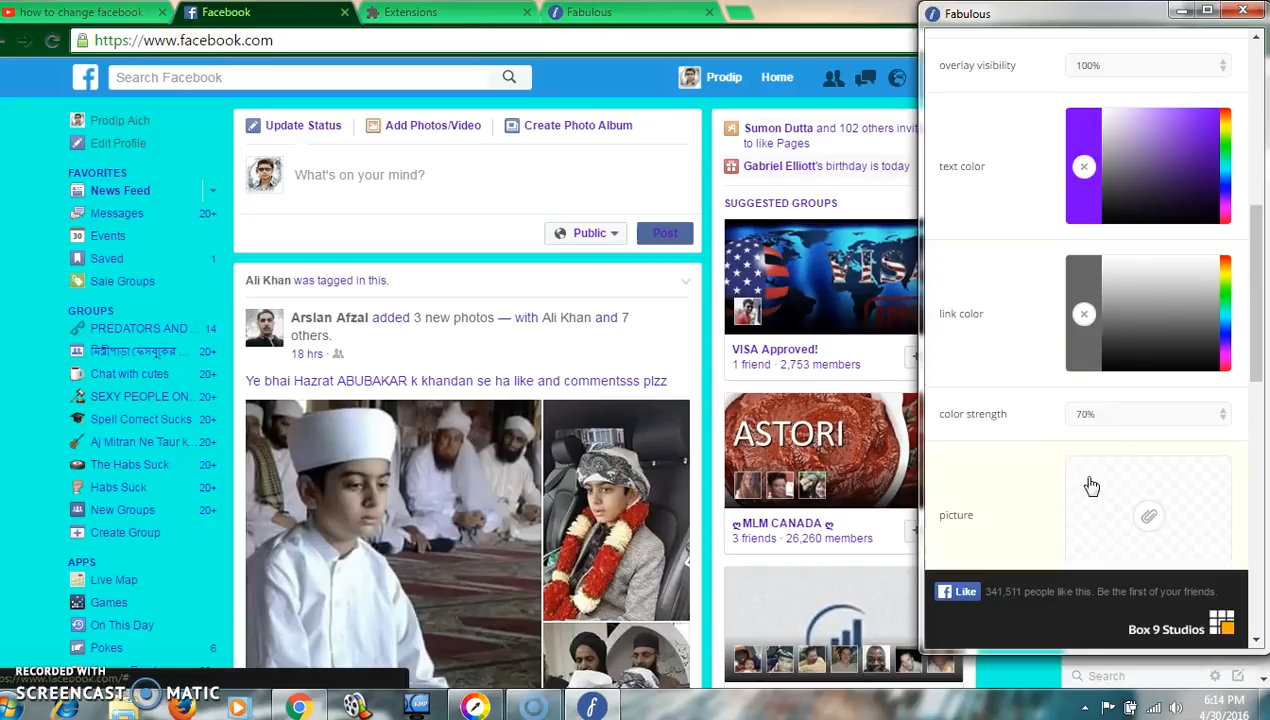 how to change facebook
Facebook
Extensions
Fabulous
https://www.facebook.com
Search Facebook
Prodip
Home
Prodip Aich
Edit Profile
FAVORITES
News Feed
Messages 20+
Events
Saved 1
Sale Groups
GROUPS
PREDATORS AND ... 14
মিস্ত্রীপাড়া ফেসবুকের ... 20+
Chat with cutes 20+
SEXY PEOPLE ON... 20+
Spell Correct Sucks 20+
Aj Mitran Ne Taur k... 20+
The Habs Suck 20+
Habs Suck 20+
New Groups 20+
Create Group
APPS
Live Map
Games
On This Day
Pokes 6
Update Status
Add Photos/Video
Create Photo Album
What's on your mind?
Public
Post
Ali Khan was tagged in this.
Arslan Afzal added 3 new photos — with Ali Khan and 7
others.
18 hrs
Ye bhai Hazrat ABUBAKAR k khandan se ha like and commentsss plzz
Sumon Dutta and 102 others invit
to like Pages
Gabriel Elliott's birthday is today
SUGGESTED GROUPS
VISA
VISA Approved!
1 friend · 2,753 members
ASTORI
ღ MLM CANADA ღ
3 friends · 26,260 members
Fabulous
overlay visibility 100%
text color
link color
color strength 70%
picture
Like 341,511 people like this. Be the first of your friends.
Box 9 Studios
Search
RECORDED WITH
SCREENCAST MATIC
ps://www.facebook.com/#
6:14 PM
4/30/2016